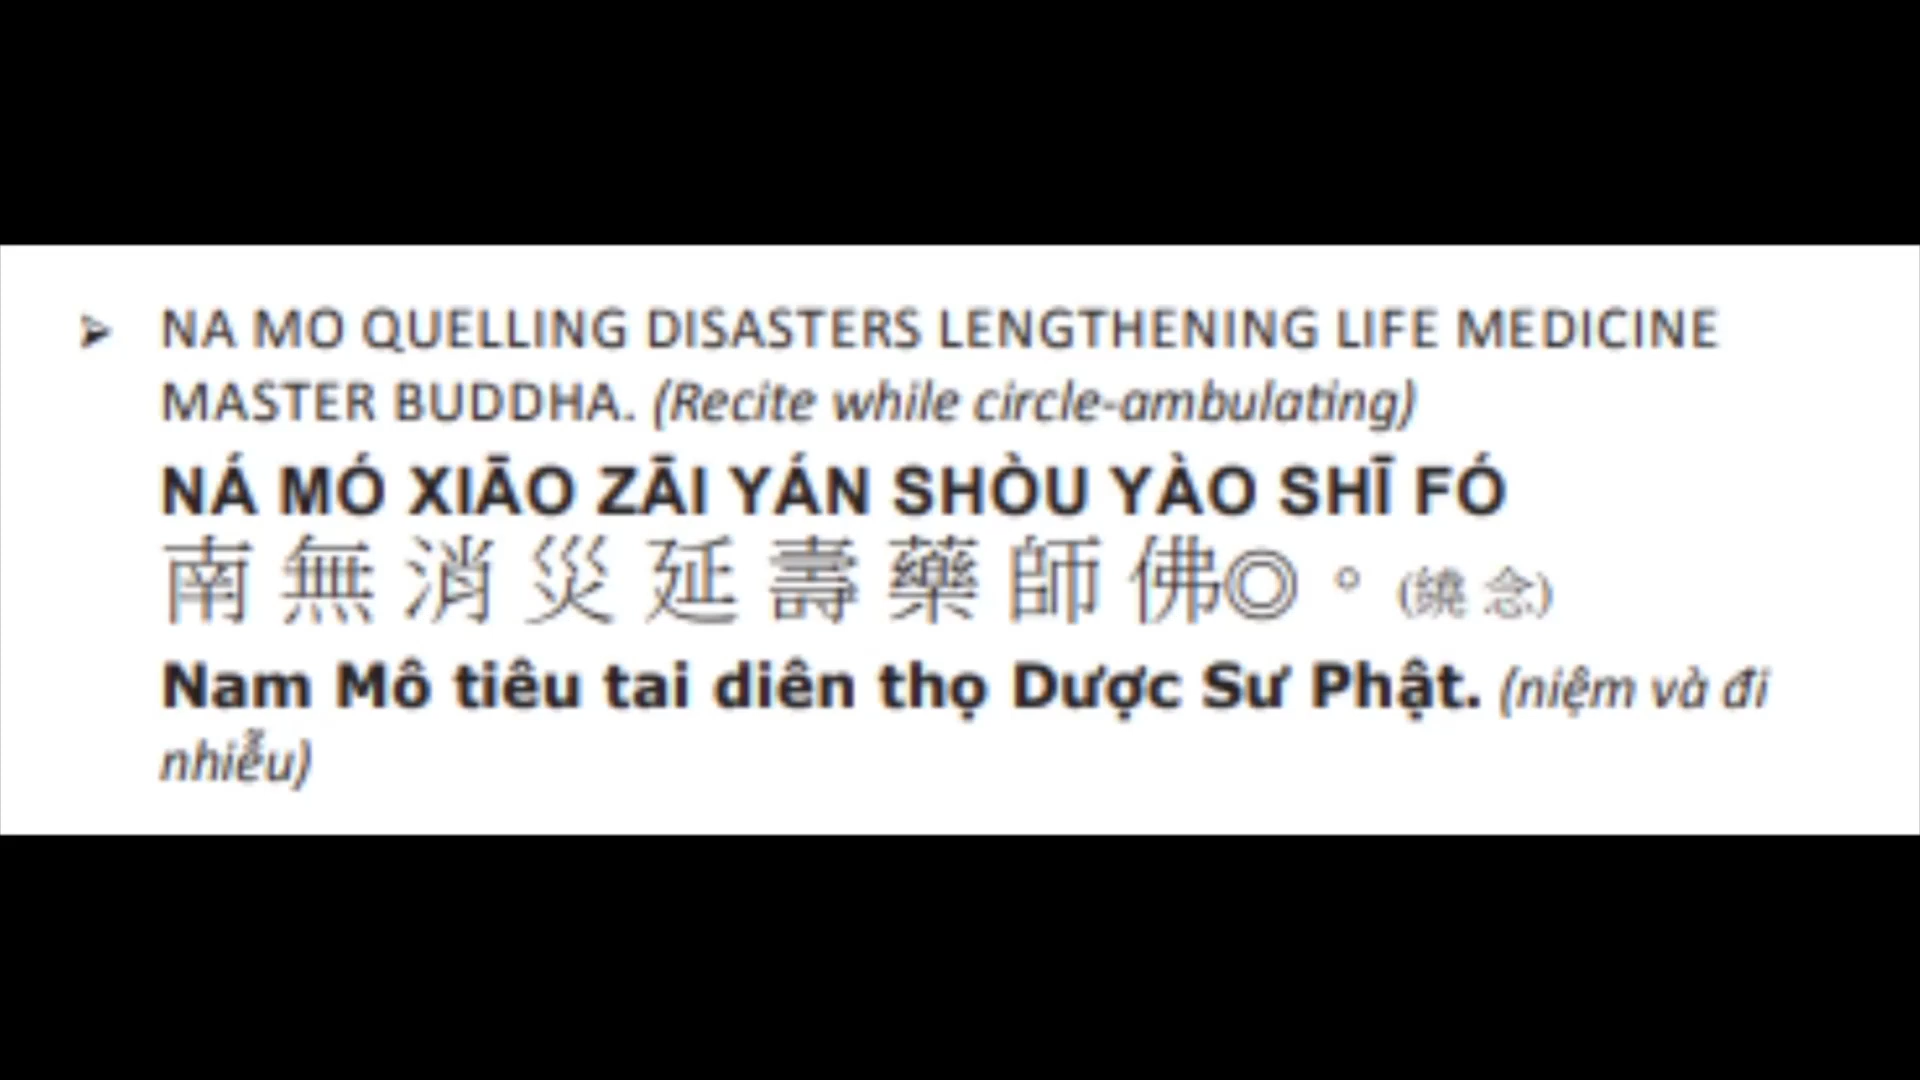 ➢ NA MO QUELLING DISASTERS LENGTHENING LIFE MEDICINE
MASTER BUDDHA. (Recite while circle-ambulating)
NÁ MÓ XIĀO ZĀI YÁN SHÒU YÀO SHĪ FÓ
南 無 消 災 延 壽 藥 師 佛◎。(繞 念)
Nam Mô tiêu tai diên thọ Dược Sư Phật. (niệm và đi
nhiễu)